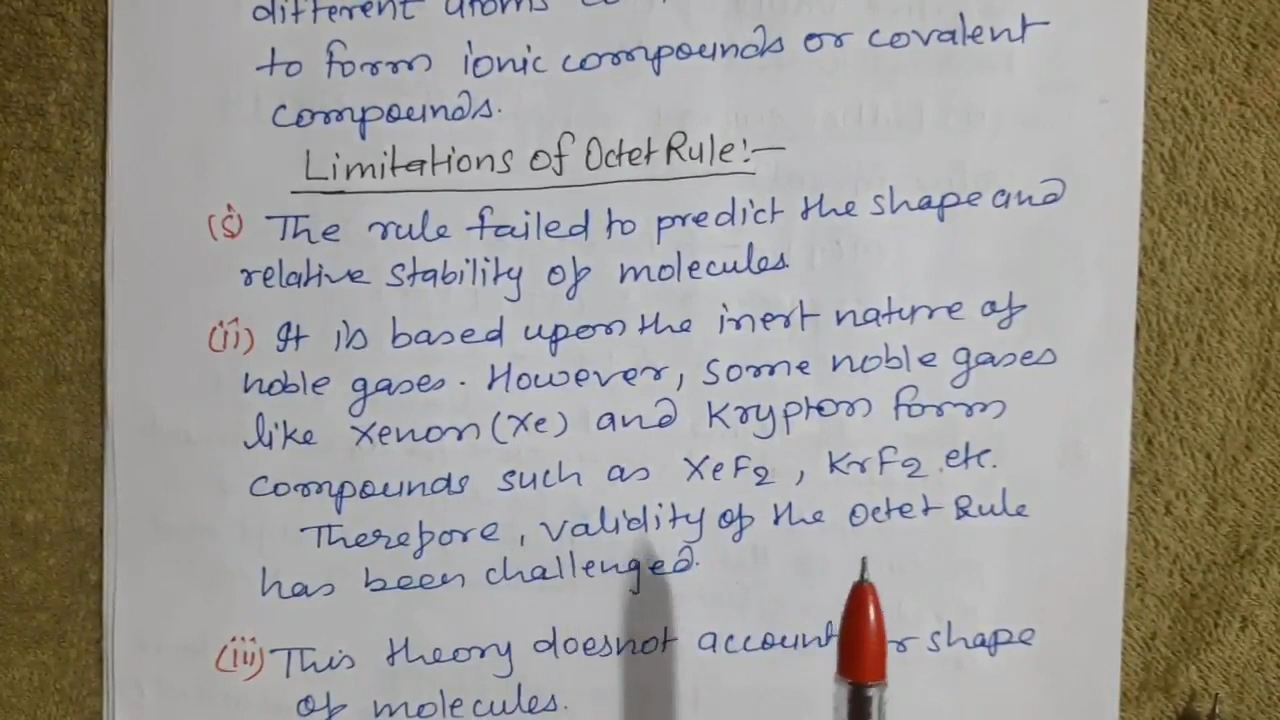 different atoms
to form ionic compounds or covalent
compounds.
Limitations of Octet Rule:-
(i) The rule failed to predict the shape and
relative stability of molecules.
(ii) It is based upon the inert nature of
noble gases. However, some noble gases
like Xenon (Xe) and Krypton form
compounds such as XeF2, KrF2 etc.
Therefore, validity of the Octet Rule
has been challenged.
(iii) This theory doesnot account shape
of molecules.